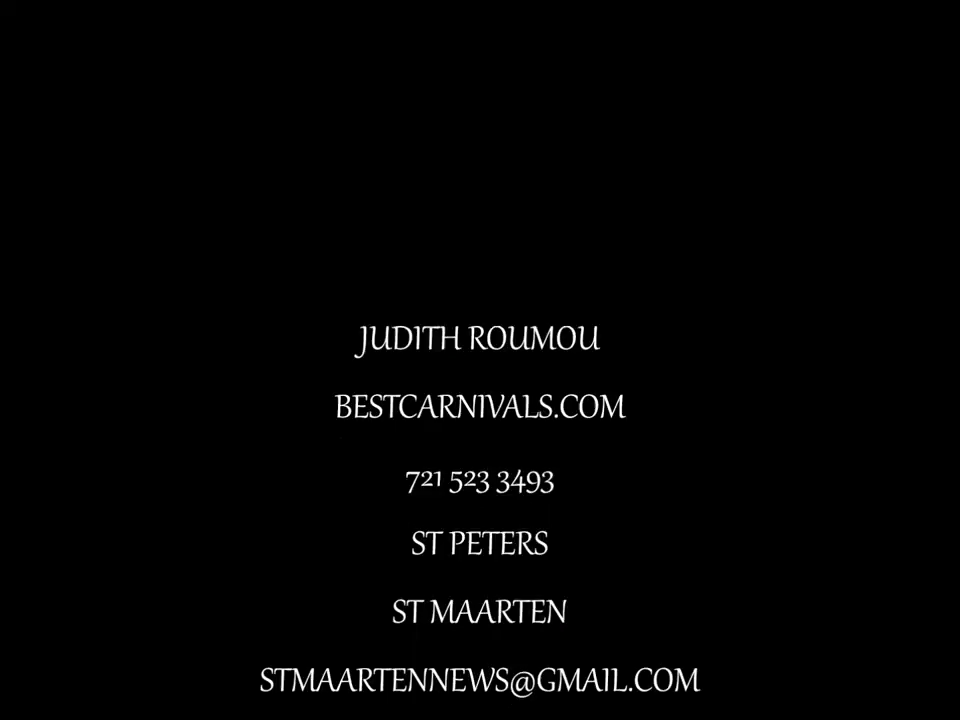 JUDITH ROUMOU
BESTCARNIVALS.COM
721 523 3493
ST PETERS
ST MAARTEN
STMAARTENNEWS@GMAIL.COM